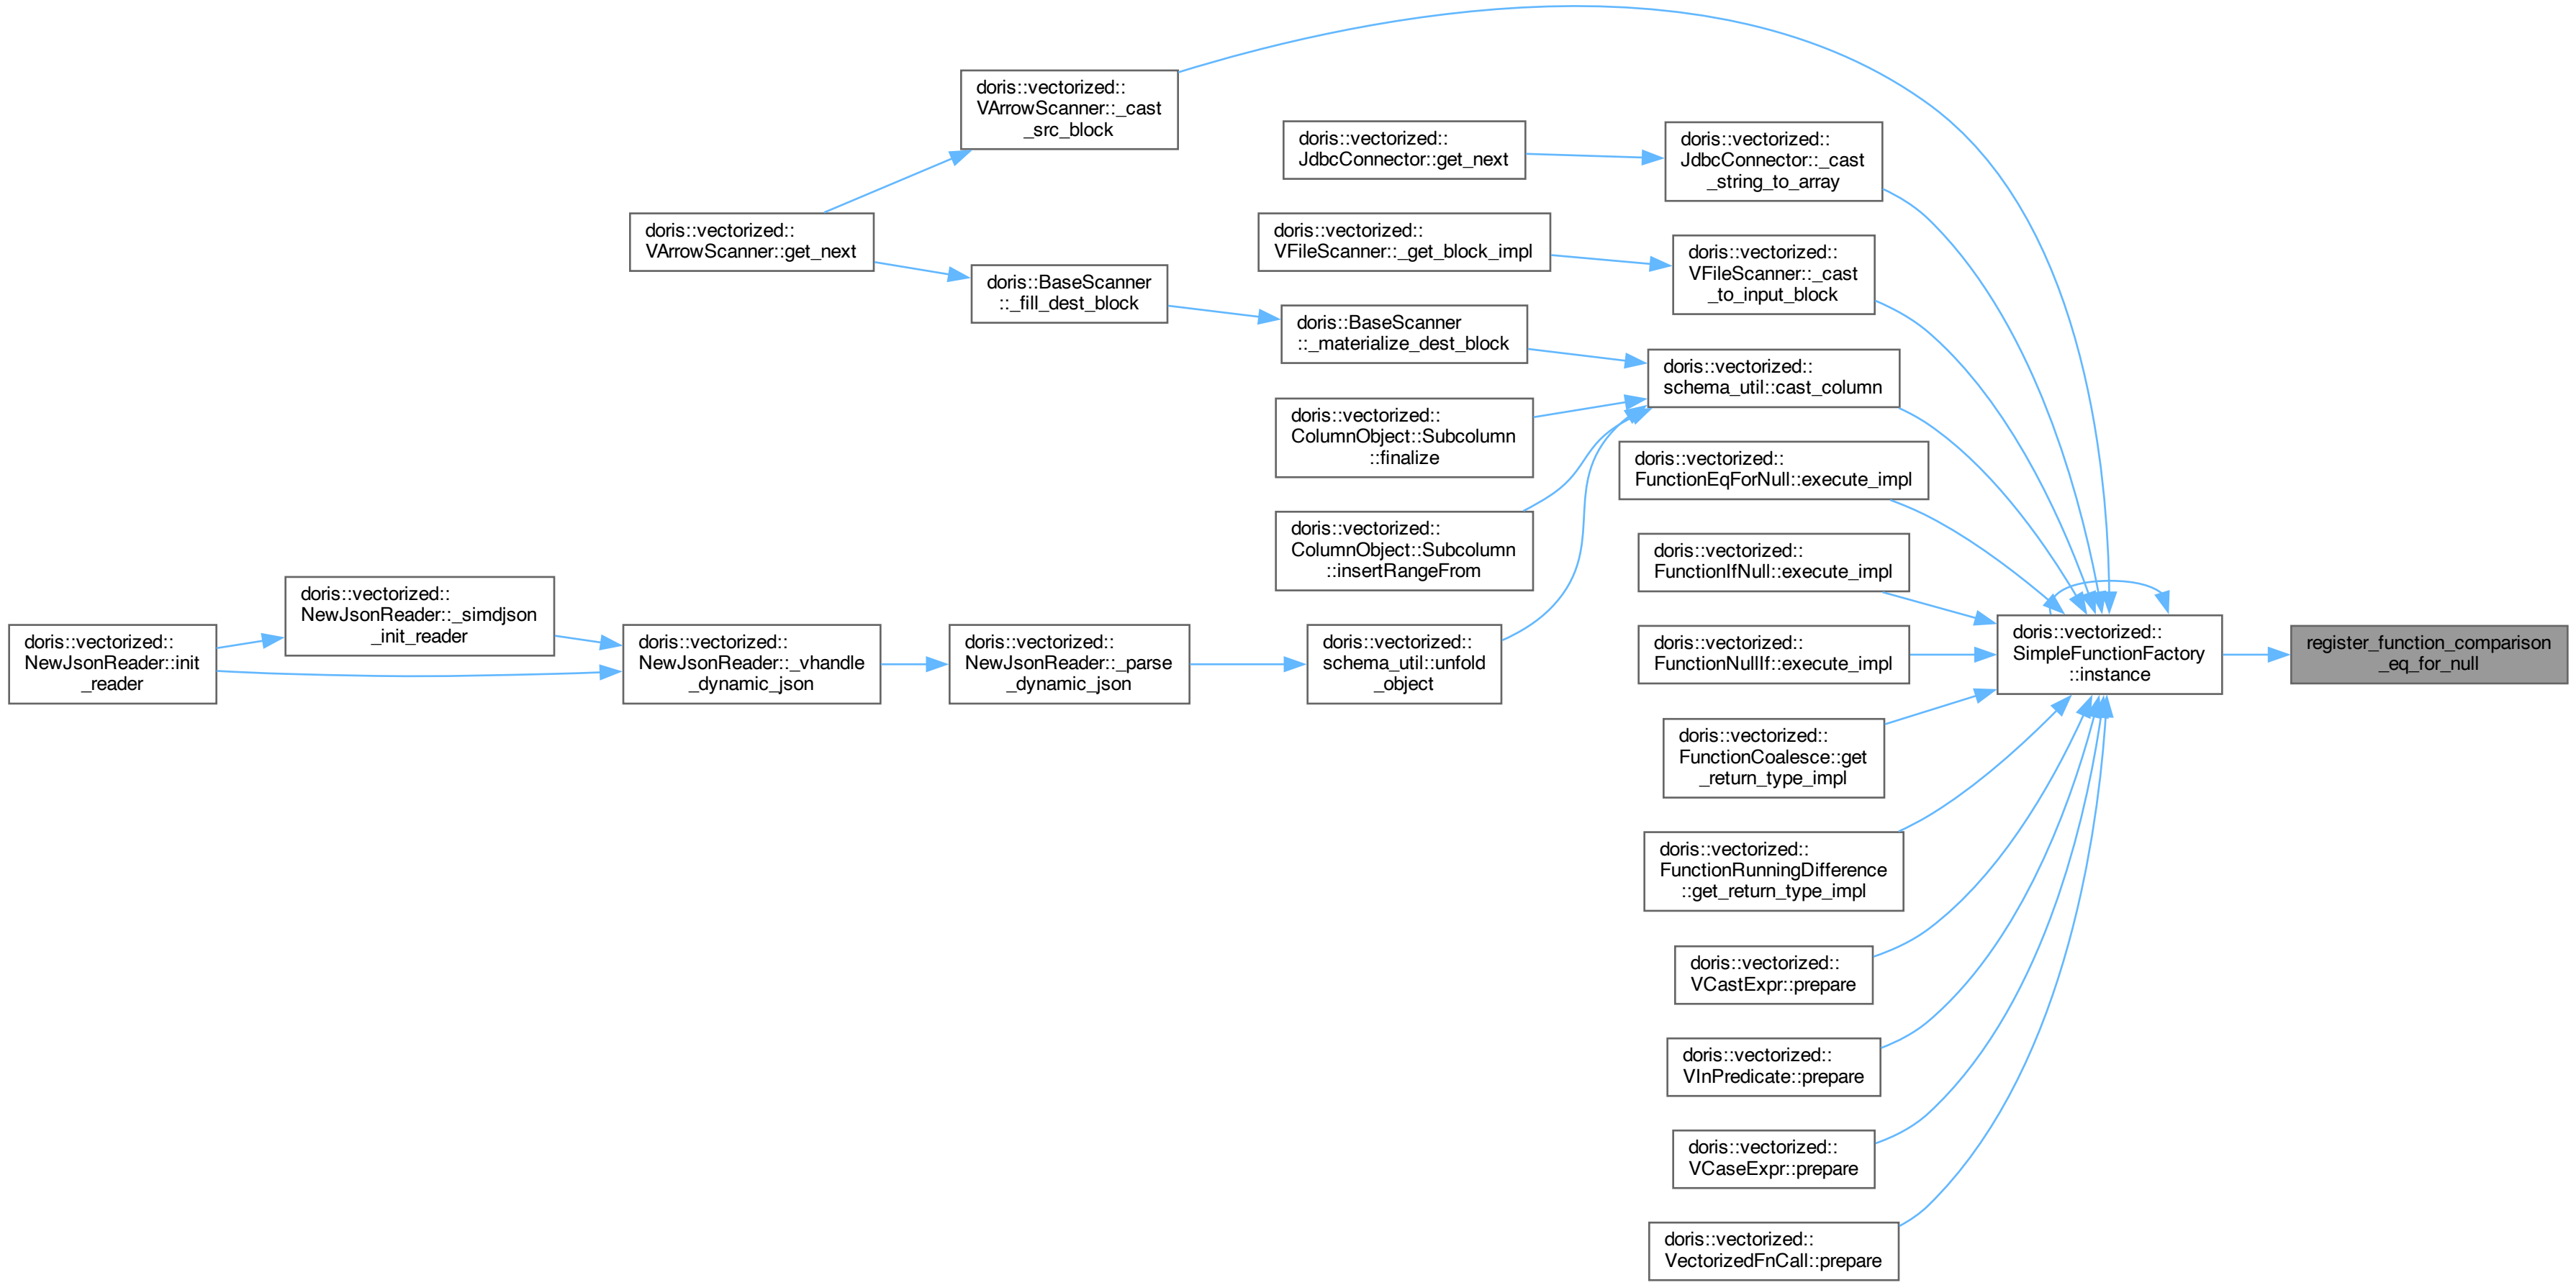 doris::vectorized::
VArrowScanner::_cast
_src_block
doris::vectorized::
JdbcConnector::get_next
doris::vectorized::
JdbcConnector::_cast
_string_to_array
doris::vectorized::
VArrowScanner::get_next
doris::vectorized::
VFileScanner::_get_block_impl
doris::vectorized::
VFileScanner::_cast
_to_input_block
doris::BaseScanner
::_fill_dest_block
doris::BaseScanner
::_materialize_dest_block
doris::vectorized::
schema_util::cast_column
doris::vectorized::
ColumnObject::Subcolumn
::finalize
doris::vectorized::
FunctionEqForNull::execute_impl
doris::vectorized::
ColumnObject::Subcolumn
::insertRangeFrom
doris::vectorized::
FunctionIfNull::execute_impl
doris::vectorized::
NewJsonReader::init
_reader
doris::vectorized::
NewJsonReader::_simdjson
_init_reader
doris::vectorized::
NewJsonReader::_vhandle
_dynamic_json
doris::vectorized::
NewJsonReader::_parse
_dynamic_json
doris::vectorized::
schema_util::unfold
_object
doris::vectorized::
FunctionNullIf::execute_impl
doris::vectorized::
SimpleFunctionFactory
::instance
register_function_comparison
_eq_for_null
doris::vectorized::
FunctionCoalesce::get
_return_type_impl
doris::vectorized::
FunctionRunningDifference
::get_return_type_impl
doris::vectorized::
VCastExpr::prepare
doris::vectorized::
VInPredicate::prepare
doris::vectorized::
VCaseExpr::prepare
doris::vectorized::
VectorizedFnCall::prepare